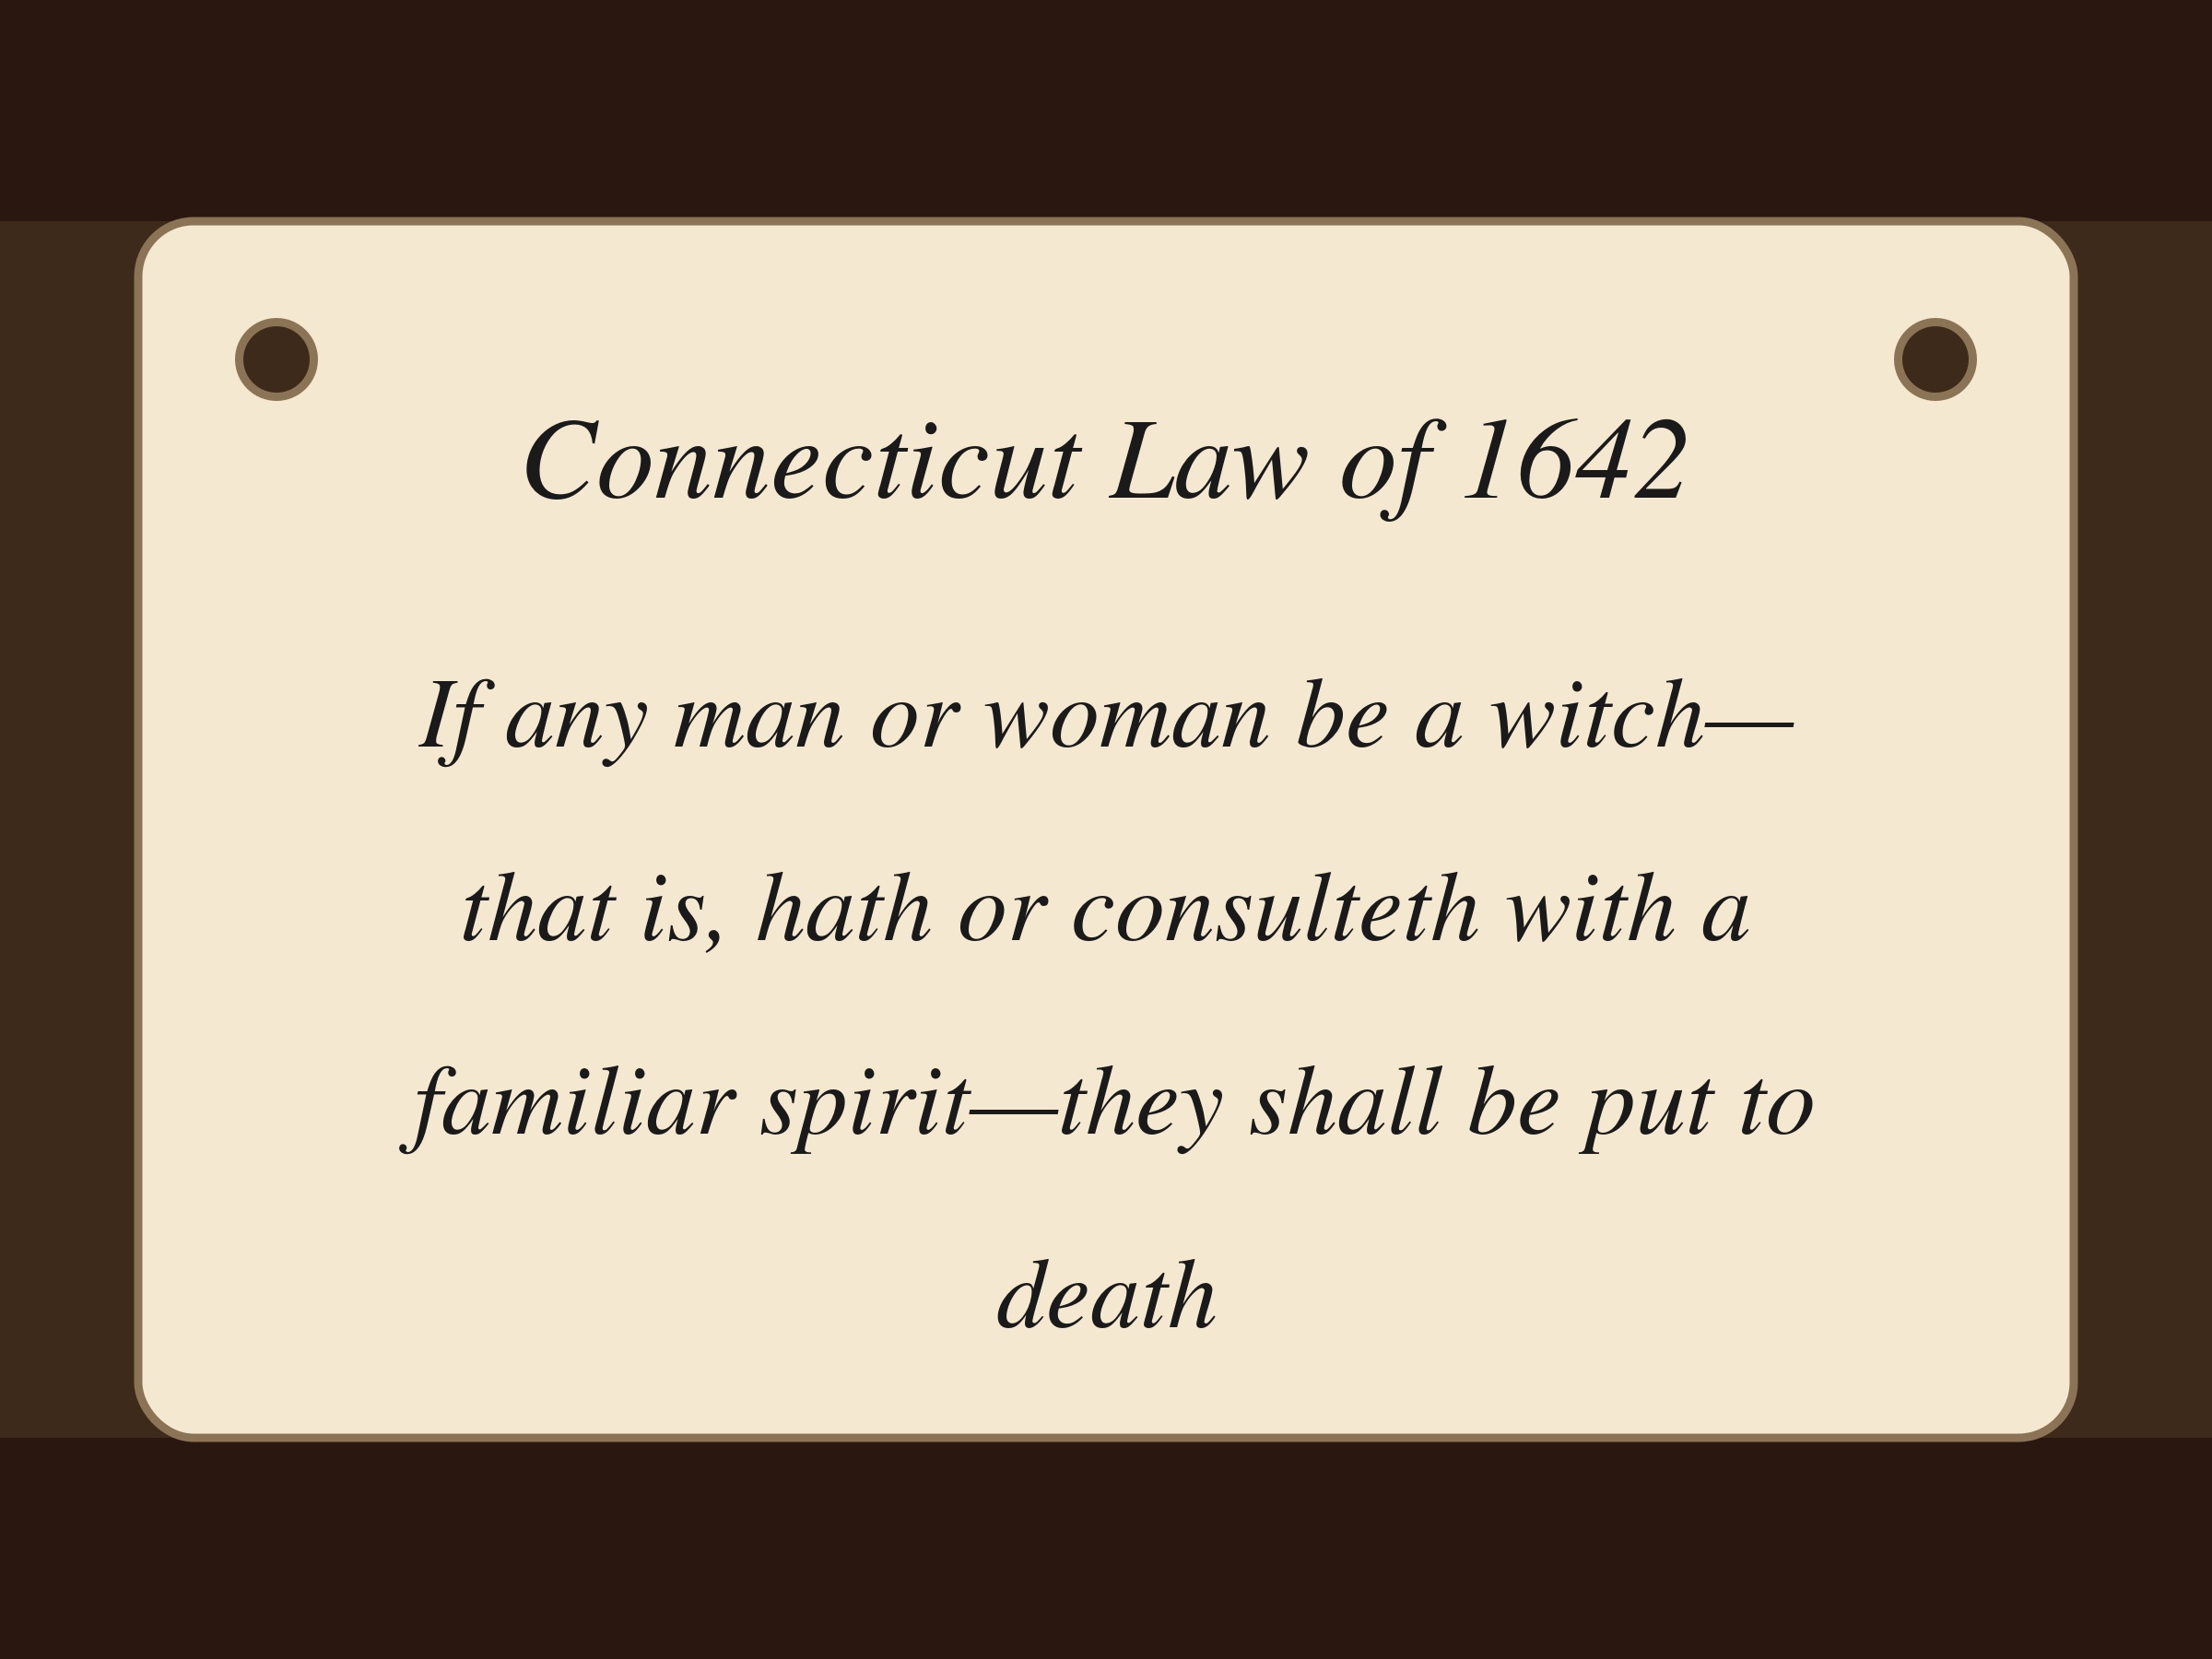 Connecticut Law of 1642
If any man or woman be a witch—
that is, hath or consulteth with a
familiar spirit—they shall be put to
death